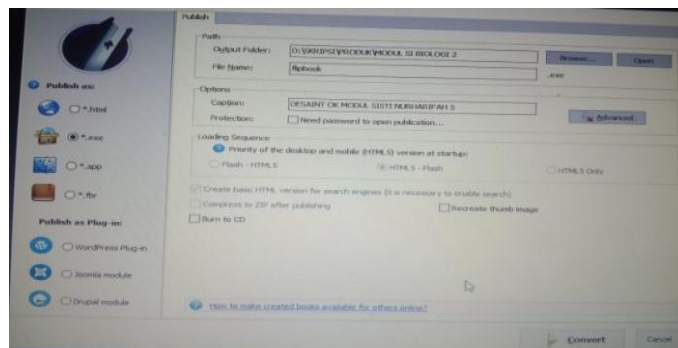 Publish
Path
Output Folder: D:\SKRIPSI\PRODUK\MODUL SI BIOLOGI 2 Browse... Open
File Name: flipbook .exe
Publish as:
*.html
*.exe
*.app
*.fbr
Publish as Plug-in:
WordPress Plug-in
Joomla module
Drupal module
Options
Caption: DESAINT OK MODUL SISTI NURHARIFAH S
Protection: Need password to open publication... Advanced
Loading Sequence
Priority of the desktop and mobile (HTML5) version at startup:
Flash - HTML5 HTML5 - Flash HTML5 Only
Create basic HTML version for search engines (it is necessary to enable search)
Compress to ZIP after publishing Recreate thumb image
Burn to CD
How to make created books available for others online?
Convert Cancel